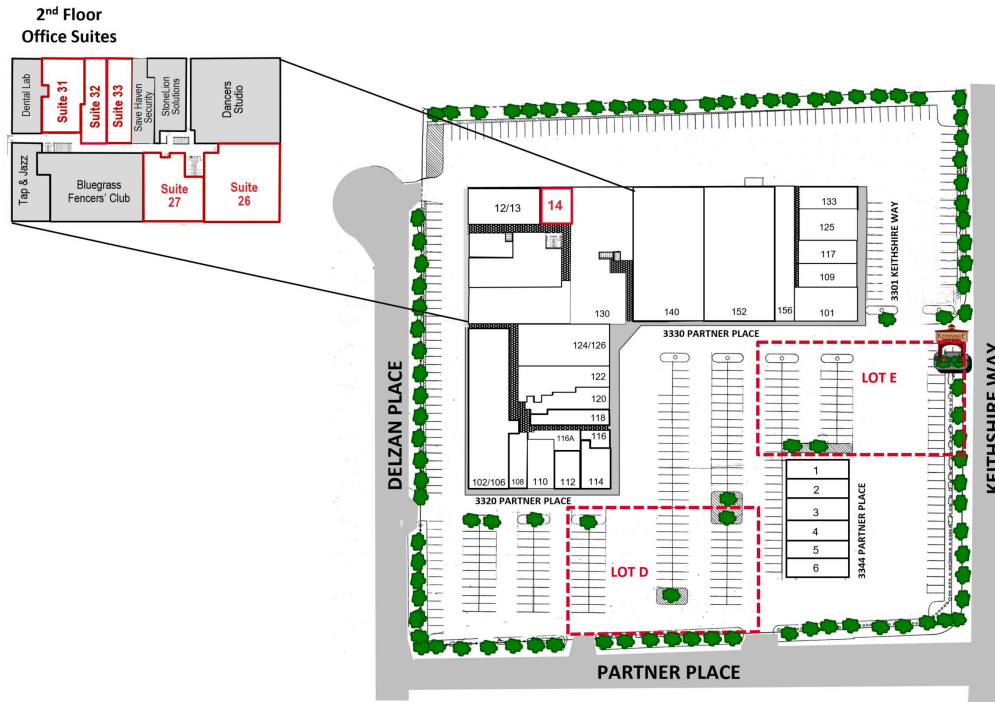 2nd Floor
Office Suites
Dental Lab
Suite 31
Suite 32
Suite 33
Save Haven
Security
StoneLion
Solutions
Dancers
Studio
Tap & Jazz
Bluegrass
Fencers' Club
Suite
27
Suite
26
12/13
14
130
140
152
156
133
125
117
109
101
3301 KEITHSHIRE WAY
3330 PARTNER PLACE
124/126
122
120
118
116
116A
102/106
108
110
112
114
3320 PARTNER PLACE
LOT E
LOT D
1
2
3
4
5
6
3344 PARTNER PLACE
DELZAN PLACE
KEITHSHIRE WAY
PARTNER PLACE